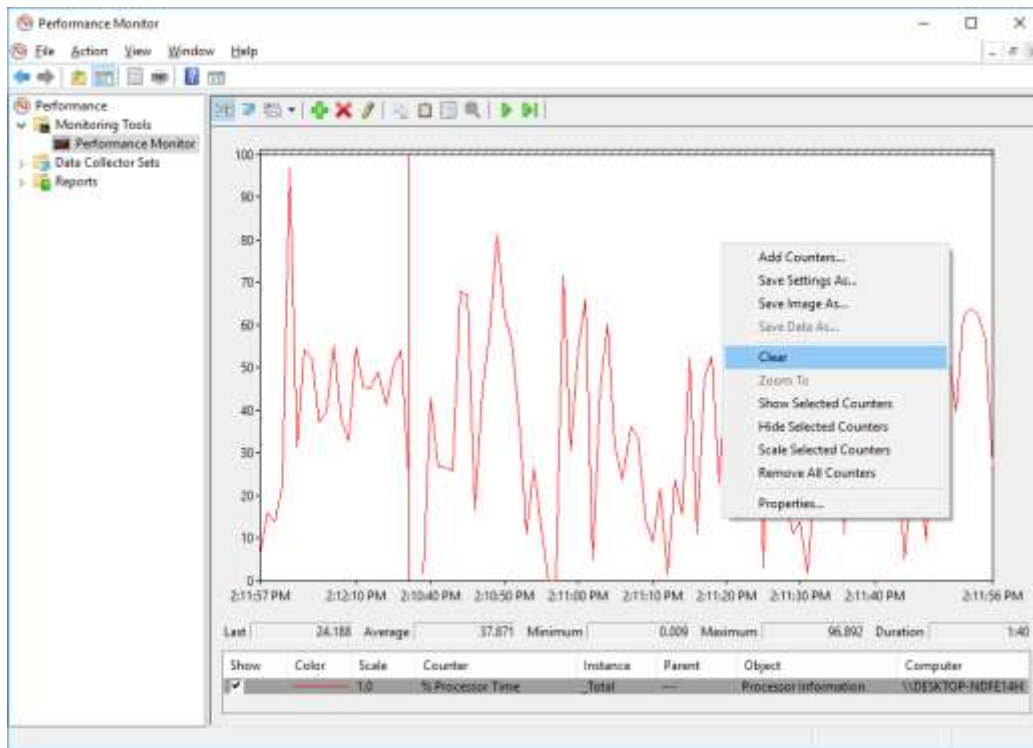 Performance Monitor
File Action View Window Help
Performance
Monitoring Tools
Performance Monitor
Data Collector Sets
Reports
100
90
80
70
60
50
40
30
20
10
0
Add Counters...
Save Settings As...
Save Image As...
Save Data As...
Clear
Zoom To
Show Selected Counters
Hide Selected Counters
Scale Selected Counters
Remove All Counters
Properties...
2:11:57 PM 2:12:10 PM 2:10:40 PM 2:10:50 PM 2:11:00 PM 2:11:10 PM 2:11:20 PM 2:11:30 PM 2:11:40 PM 2:11:56 PM
Last 24.188 Average 37.871 Minimum 0.009 Maximum 96.892 Duration 1:40
Show Color Scale Counter Instance Parent Object Computer
1.0 % Processor Time _Total --- Processor Information \\DESKTOP-NDFE14H